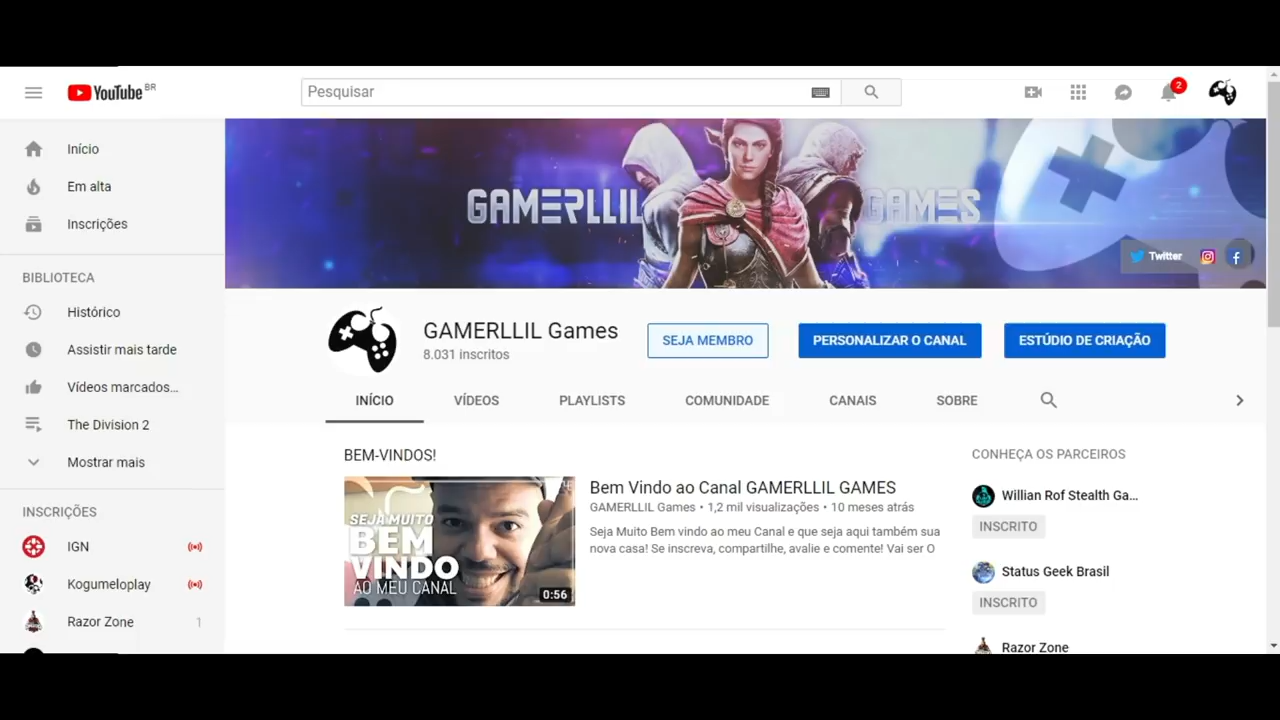 YouTube BR
Pesquisar
2
Início
Em alta
Inscrições
BIBLIOTECA
Histórico
Assistir mais tarde
Vídeos marcados...
The Division 2
Mostrar mais
INSCRIÇÕES
IGN
Kogumeloplay
Razor Zone 1
GAMERLLIL GAMES
Twitter
GAMERLLIL Games
8.031 inscritos
SEJA MEMBRO
PERSONALIZAR O CANAL
ESTÚDIO DE CRIAÇÃO
INÍCIO VÍDEOS PLAYLISTS COMUNIDADE CANAIS SOBRE
BEM-VINDOS!
SEJA MUITO
BEM
VINDO
AO MEU CANAL
0:56
Bem Vindo ao Canal GAMERLLIL GAMES
GAMERLLIL Games • 1,2 mil visualizações • 10 meses atrás
Seja Muito Bem vindo ao meu Canal e que seja aqui também sua
nova casa! Se inscreva, compartilhe, avalie e comente! Vai ser O
CONHEÇA OS PARCEIROS
Willian Rof Stealth Ga...
INSCRITO
Status Geek Brasil
INSCRITO
Razor Zone